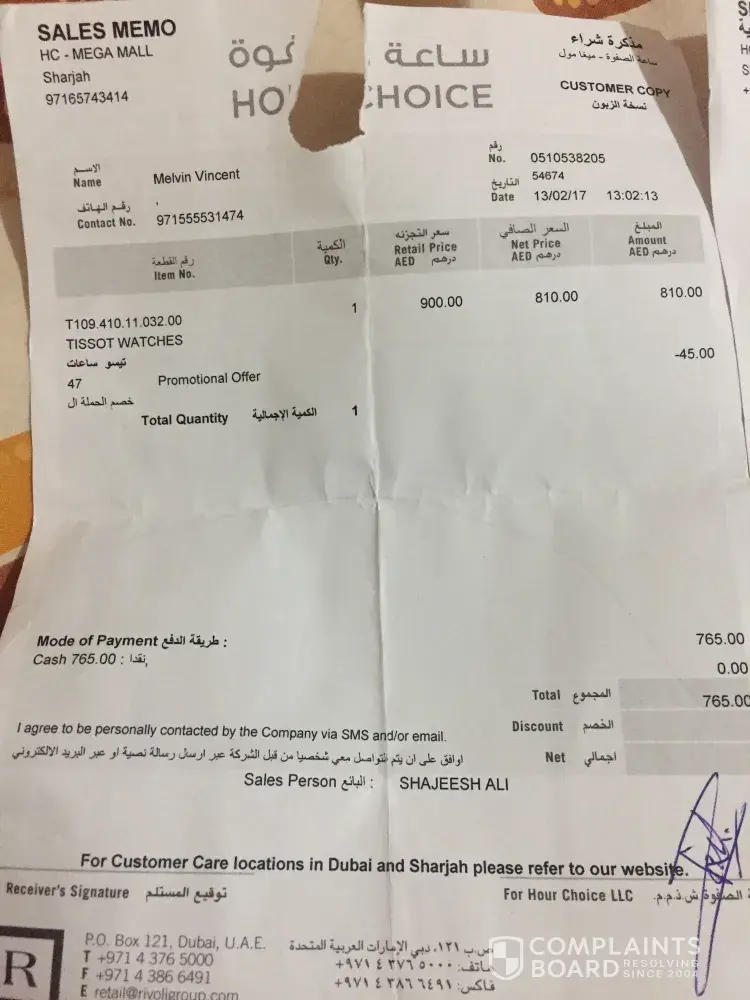 SALES MEMO
HC - MEGA MALL
Sharjah
97165743414
ساعة
HO CHOICE
مذكرة شراء
ساعة الصفوة - ميغا مول
CUSTOMER COPY
نسخة الزبون
الاسم
Name Melvin Vincent
رقم الهاتف
Contact No. 971555531474
رقم
No. 0510538205
54674
التاريخ
Date 13/02/17 13:02:13
رقم القطعة
Item No.
الكمية
Qty.
سعر التجزئه
Retail Price
AED درهم
السعر الصافي
Net Price
AED درهم
المبلغ
Amount
AED درهم
T109.410.11.032.00 1 900.00 810.00 810.00
TISSOT WATCHES
تيسو ساعات
47 Promotional Offer -45.00
خصم الحملة ال
Total Quantity الكمية الإجمالية 1
Mode of Payment طريقة الدفع : 765.00
Cash 765.00 : نقدا, 0.00
Total المجموع 765.00
I agree to be personally contacted by the Company via SMS and/or email.
Discount الخصم
اوافق على ان يتم التواصل معي شخصيا من قبل الشركة عبر ارسل رسالة نصية او عبر البريد الالكتروني
Net اجمالي
Sales Person البائع : SHAJEESH ALI
For Customer Care locations in Dubai and Sharjah please refer to our website.
Receiver's Signature توقيع المستلم
For Hour Choice LLC الصفوة ش.ذ.م.م.
R
P.O. Box 121, Dubai, U.A.E.
T +971 4 376 5000
F +971 4 386 6491
E retail@rivoligroup.com
ص.ب ١٢١، دبي الإمارات العربية المتحدة
هاتف: ٥٠٠٠ ٣٧٦ ٤ ٩٧١+
فاكس: ٦٤٩١ ٣٨٦ ٤ ٩٧١+
COMPLAINTS
BOARD RESOLVING
SINCE 2004